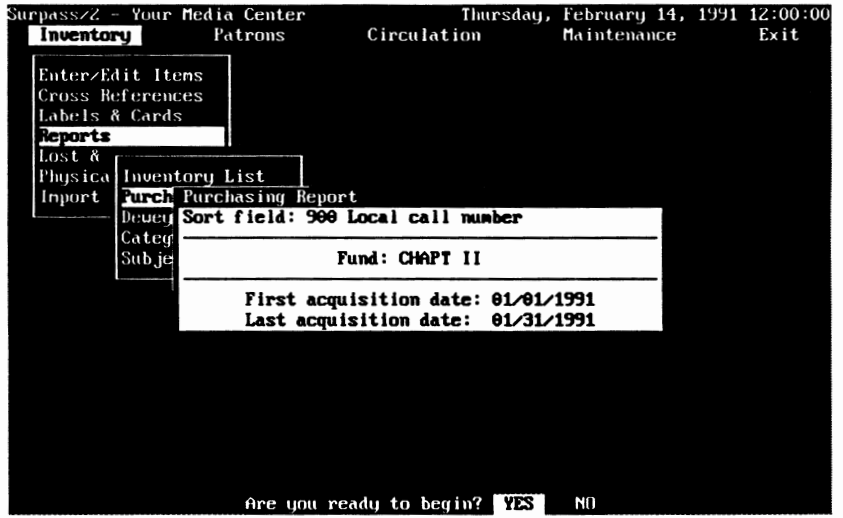 Surpass/2 - Your Media Center Thursday, February 14, 1991 12:00:00
Inventory Patrons Circulation Maintenance Exit
Enter/Edit Items
Cross References
Labels & Cards
Reports
Lost &
Physica Inventory List
Import Purch Purchasing Report
Dewey Sort field: 900 Local call number
Categ
Subje Fund: CHAPT II
First acquisition date: 01/01/1991
Last acquisition date: 01/31/1991
Are you ready to begin? YES NO